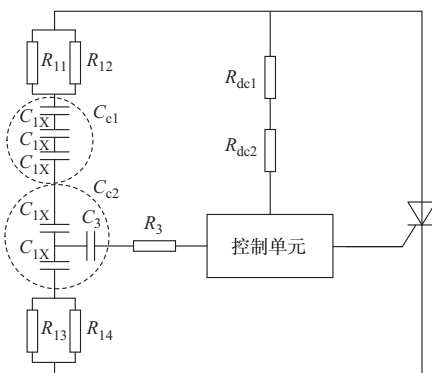 R11 R12
Rdc1
Cc1
C1X
C1X
C1X
Rdc2
Cc2
C1X
C3
R3
C1X
控制单元
R13 R14